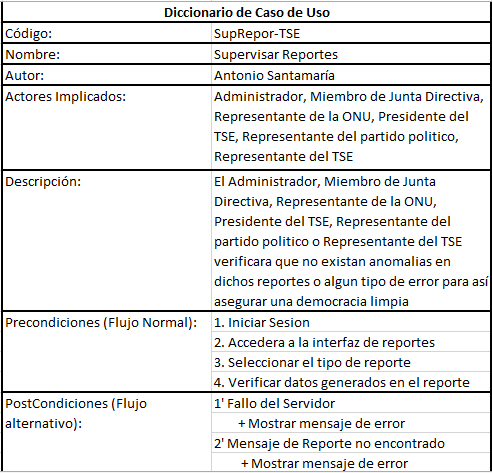 Diccionario de Caso de Uso
Código: SupRepor-TSE
Nombre: Supervisar Reportes
Autor: Antonio Santamaría
Actores Implicados: Administrador, Miembro de Junta Directiva,
Representante de la ONU, Presidente del
TSE, Representante del partido politico,
Representante del TSE
Descripción: El Administrador, Miembro de Junta
Directiva, Representante de la ONU,
Presidente del TSE, Representante del
partido politico o Representante del TSE
verificara que no existan anomalias en
dichos reportes o algun tipo de error para así
asegurar una democracia limpia
Precondiciones (Flujo Normal): 1. Iniciar Sesion
2. Accedera a la interfaz de reportes
3. Seleccionar el tipo de reporte
4. Verificar datos generados en el reporte
PostCondiciones (Flujo 1' Fallo del Servidor
alternativo): + Mostrar mensaje de error
2' Mensaje de Reporte no encontrado
+ Mostrar mensaje de error